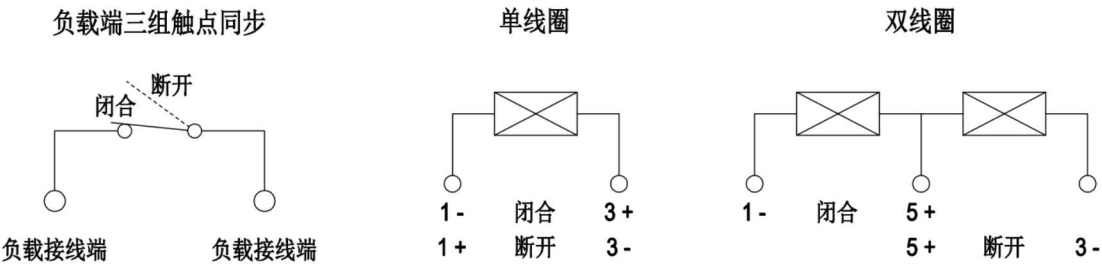 负载端三组触点同步
单线圈
双线圈
断开
闭合
1 - 闭合 3 +
1 + 断开 3 -
1 - 闭合 5 +
5 + 断开 3 -
负载接线端 负载接线端